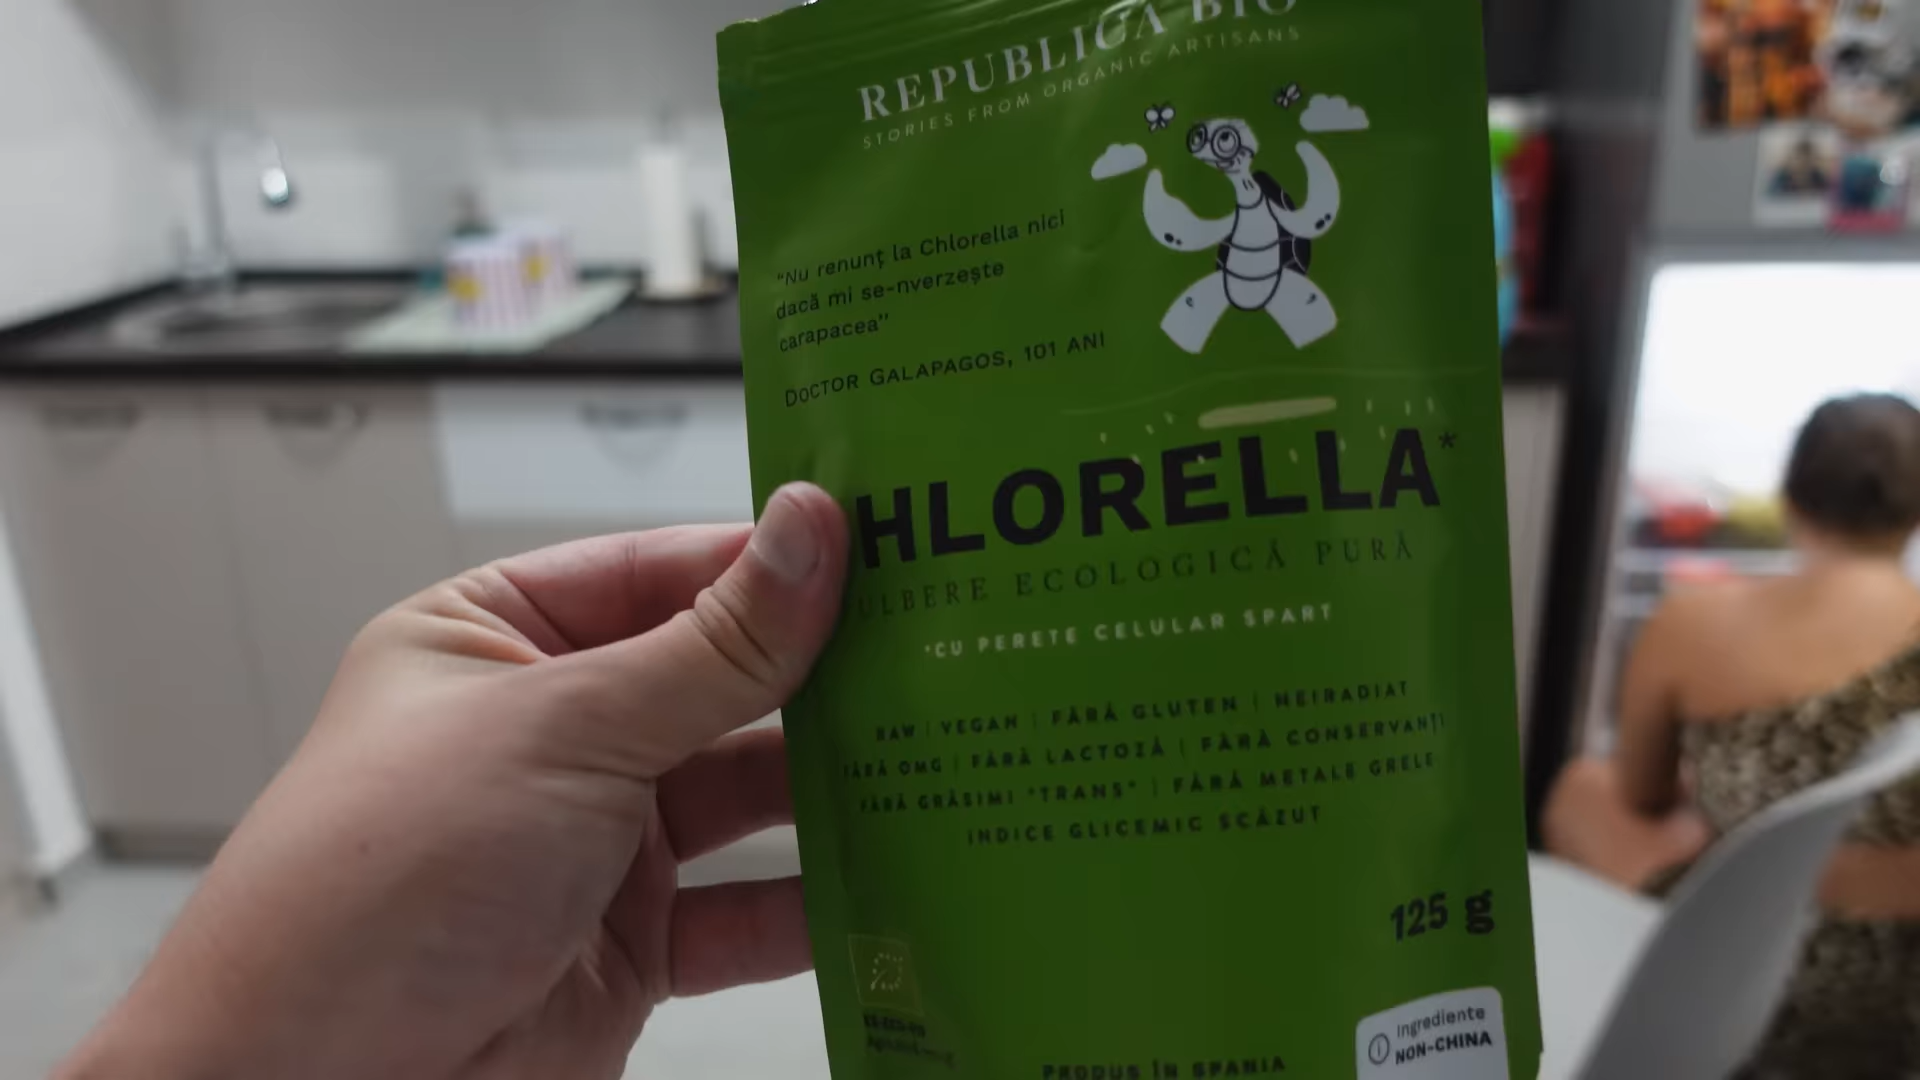 REPUBLICA BIO
STORIES FROM ORGANIC ARTISANS
"Nu renunț la Chlorella nici
dacă mi se-nverzește
carapacea"
DOCTOR GALAPAGOS, 101 ANI
HLORELLA*
ULBERE ECOLOGICĂ PURĂ
*CU PERETE CELULAR SPART
RAW | VEGAN | FĂRĂ GLUTEN | NEIRADIAT
FĂRĂ OMG | FĂRĂ LACTOZĂ | FĂRĂ CONSERVANȚI
FĂRĂ GRĂSIMI "TRANS" | FĂRĂ METALE GRELE
INDICE GLICEMIC SCĂZUT
125 g
Ingrediente
NON-CHINA
PRODUS ÎN SPANIA